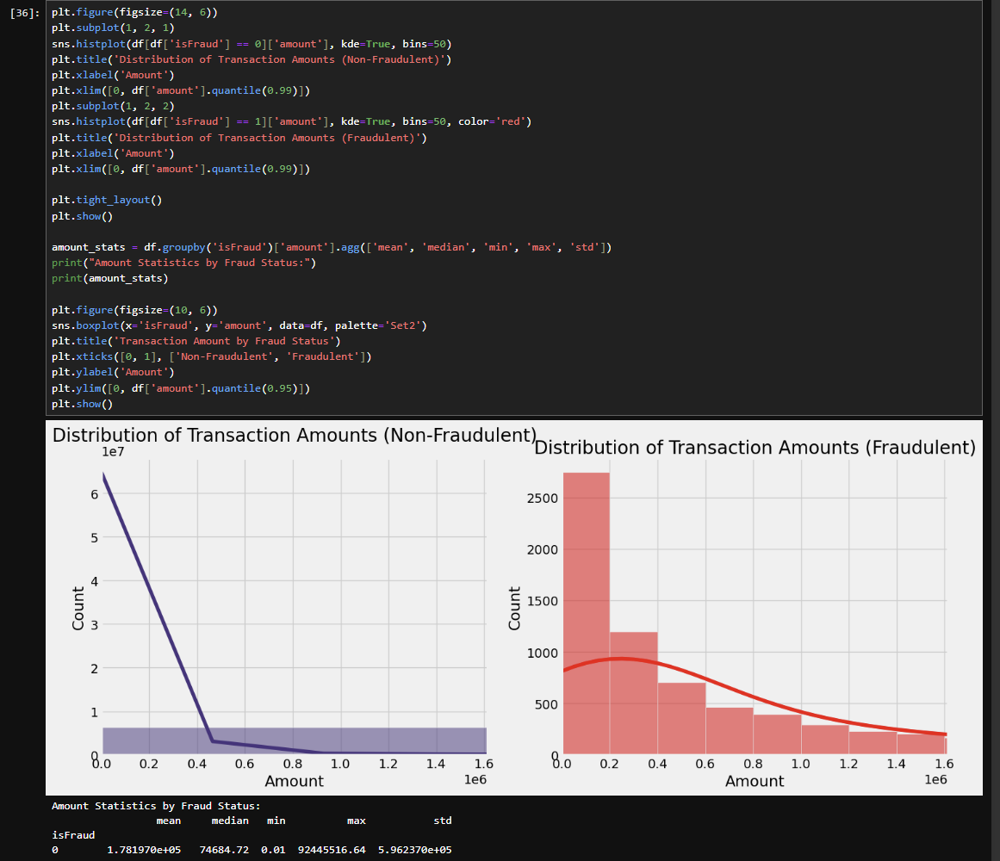 [36]:
plt.figure(figsize=(14, 6))
plt.subplot(1, 2, 1)
sns.histplot(df[df['isFraud'] == 0]['amount'], kde=True, bins=50)
plt.title('Distribution of Transaction Amounts (Non-Fraudulent)')
plt.xlabel('Amount')
plt.xlim([0, df['amount'].quantile(0.99)])
plt.subplot(1, 2, 2)
sns.histplot(df[df['isFraud'] == 1]['amount'], kde=True, bins=50, color='red')
plt.title('Distribution of Transaction Amounts (Fraudulent)')
plt.xlabel('Amount')
plt.xlim([0, df['amount'].quantile(0.99)])

plt.tight_layout()
plt.show()

amount_stats = df.groupby('isFraud')['amount'].agg(['mean', 'median', 'min', 'max', 'std'])
print("Amount Statistics by Fraud Status:")
print(amount_stats)

plt.figure(figsize=(10, 6))
sns.boxplot(x='isFraud', y='amount', data=df, palette='Set2')
plt.title('Transaction Amount by Fraud Status')
plt.xticks([0, 1], ['Non-Fraudulent', 'Fraudulent'])
plt.ylabel('Amount')
plt.ylim([0, df['amount'].quantile(0.95)])
plt.show()
Distribution of Transaction Amounts (Non-Fraudulent)
1e7
6
5
4
3
2
1
0
Count
0.0 0.2 0.4 0.6 0.8 1.0 1.2 1.4 1.6
1e6
Amount
Distribution of Transaction Amounts (Fraudulent)
2500
2000
1500
1000
500
0
Count
0.0 0.2 0.4 0.6 0.8 1.0 1.2 1.4 1.6
1e6
Amount
Amount Statistics by Fraud Status:
mean median min max std
isFraud
0 1.781970e+05 74684.72 0.01 92445516.64 5.962370e+05